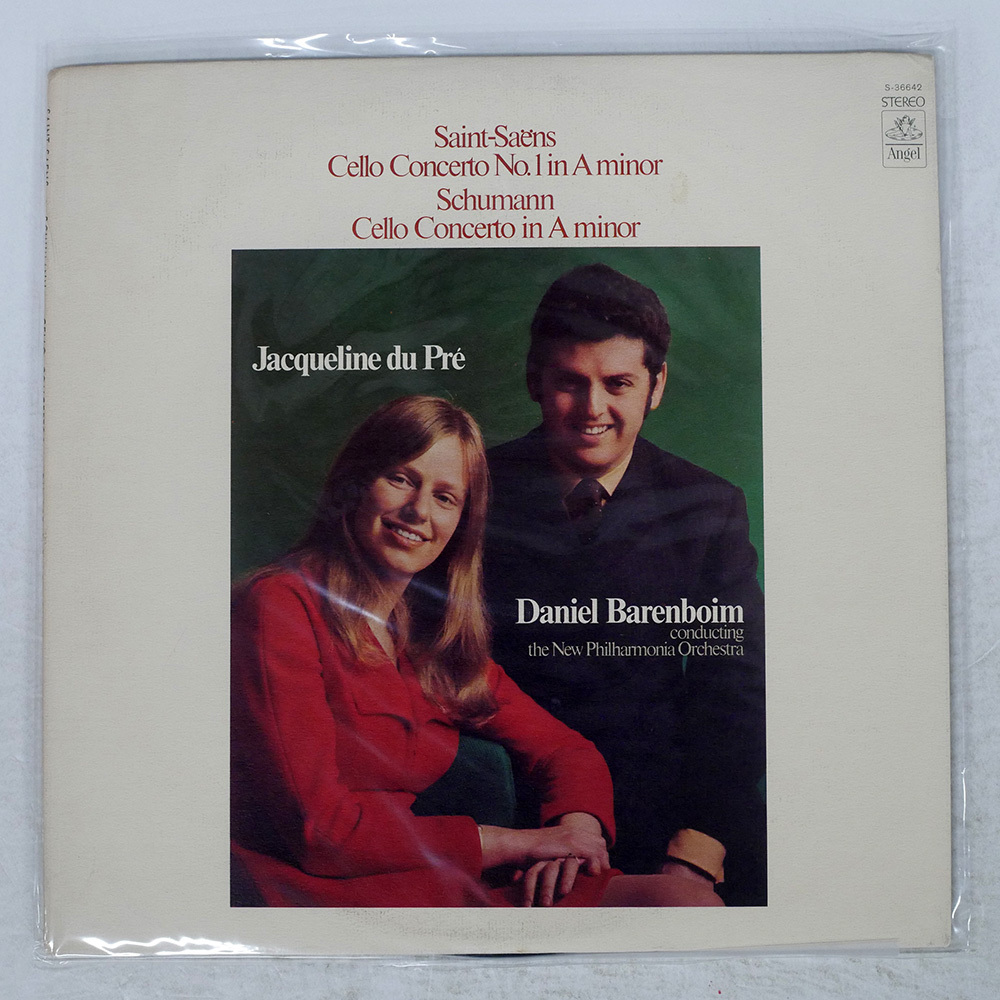 S-36642
STEREO
Angel
Saint-Saëns
Cello Concerto No. 1 in A minor
Schumann
Cello Concerto in A minor
Jacqueline du Pré
Daniel Barenboim
conducting
the New Philharmonia Orchestra